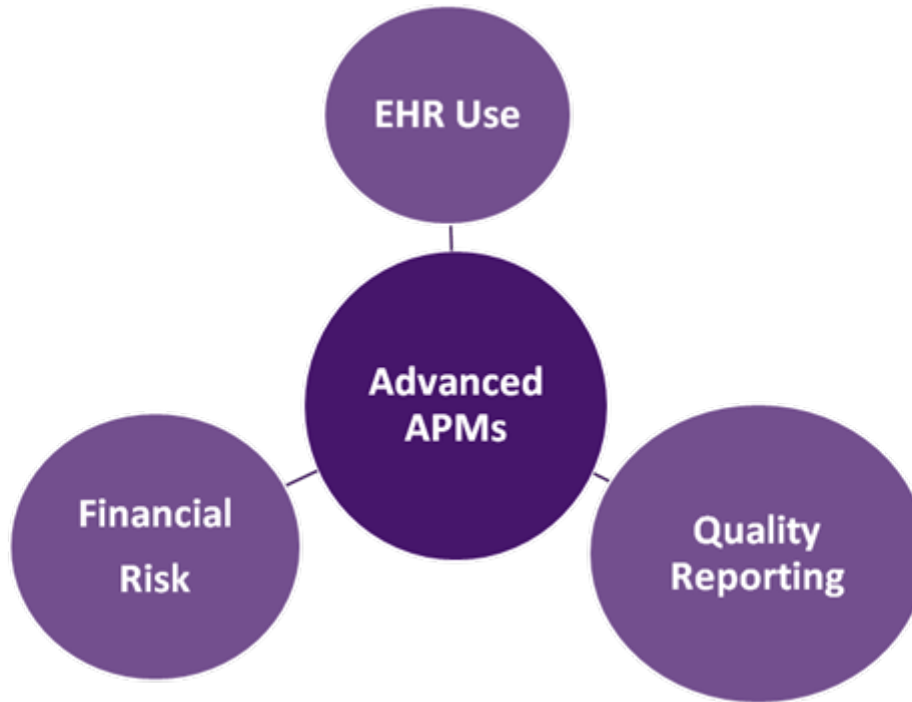 EHR Use
Advanced
APMs
Financial
Risk
Quality
Reporting